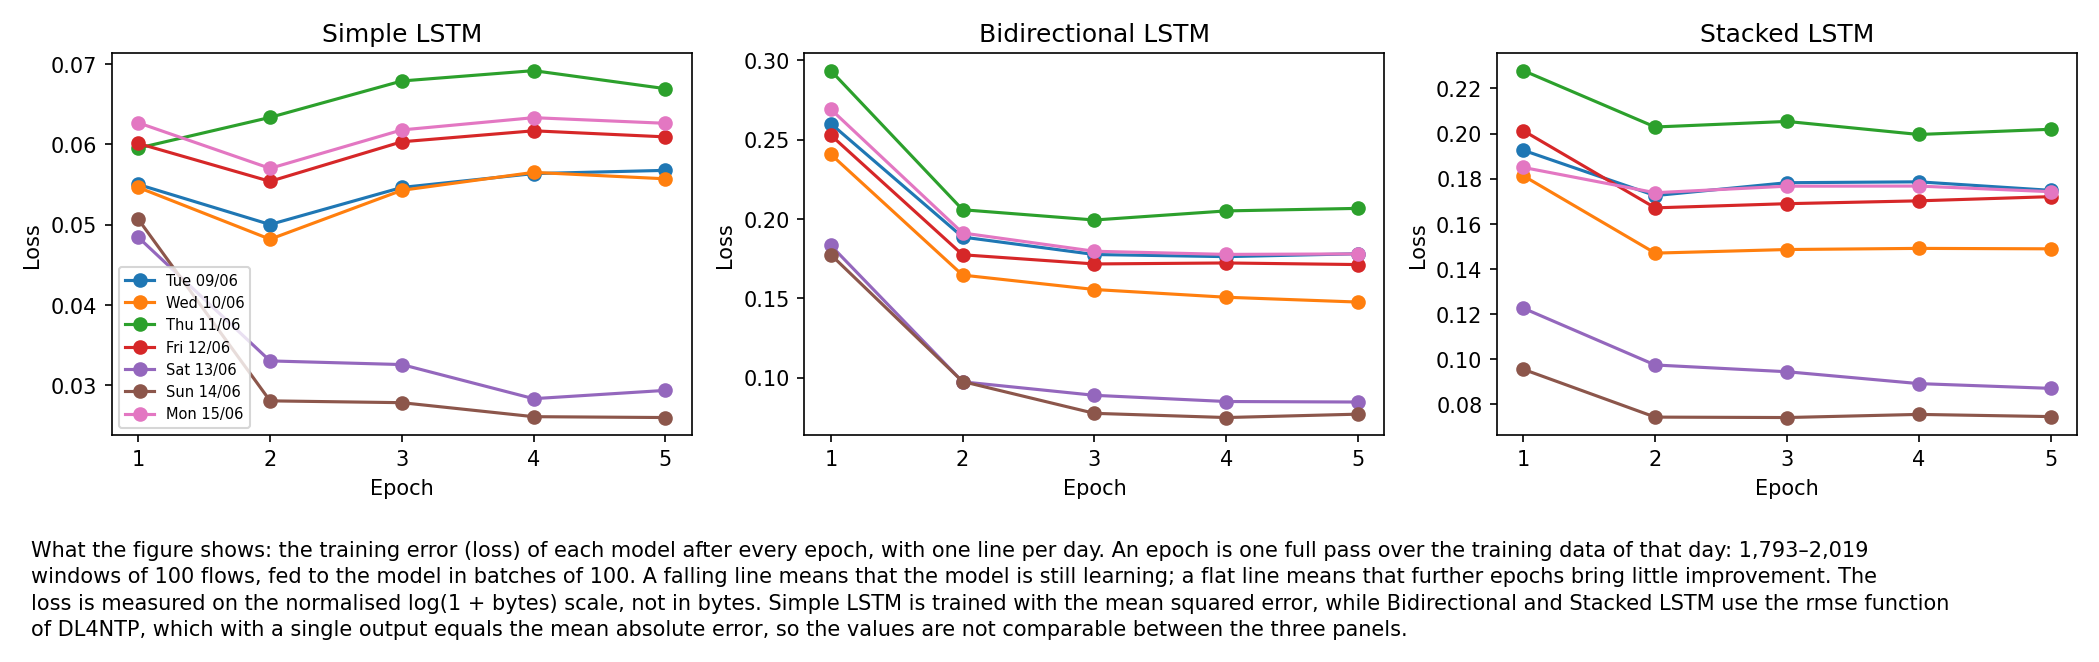 Simple LSTM
0.07
0.06
0.05
0.04
0.03
Loss
Tue 09/06
Wed 10/06
Thu 11/06
Fri 12/06
Sat 13/06
Sun 14/06
Mon 15/06
1 2 3 4 5
Epoch
Bidirectional LSTM
0.30
0.25
0.20
0.15
0.10
Loss
1 2 3 4 5
Epoch
Stacked LSTM
0.22
0.20
0.18
0.16
0.14
0.12
0.10
0.08
Loss
1 2 3 4 5
Epoch
What the figure shows: the training error (loss) of each model after every epoch, with one line per day. An epoch is one full pass over the training data of that day: 1,793–2,019
windows of 100 flows, fed to the model in batches of 100. A falling line means that the model is still learning; a flat line means that further epochs bring little improvement. The
loss is measured on the normalised log(1 + bytes) scale, not in bytes. Simple LSTM is trained with the mean squared error, while Bidirectional and Stacked LSTM use the rmse function
of DL4NTP, which with a single output equals the mean absolute error, so the values are not comparable between the three panels.